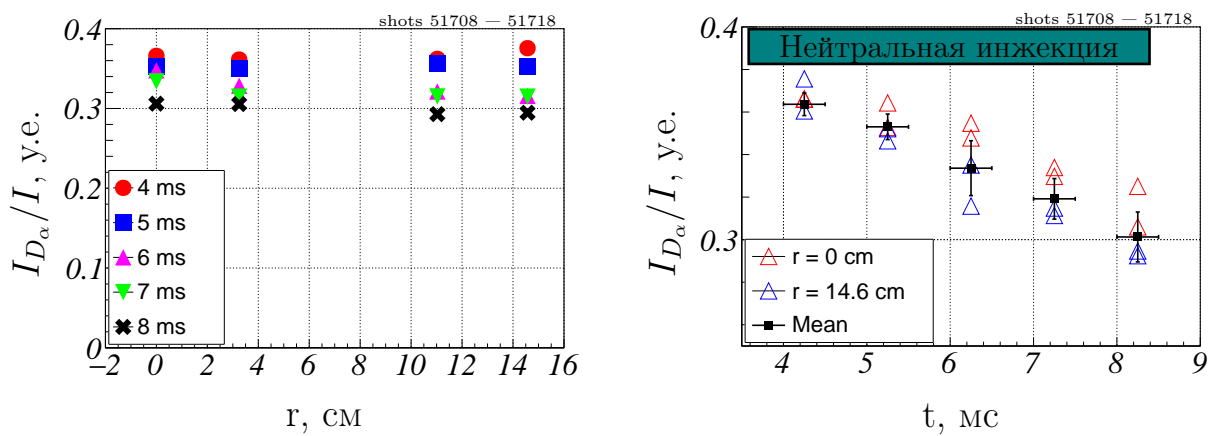 shots 51708 — 51718
I_{D_α}/I, у.е.
0.4
0.3
0.2
0.1
0
4 ms
5 ms
6 ms
7 ms
8 ms
−2 0 2 4 6 8 10 12 14 16
r, см
shots 51708 — 51718
I_{D_α}/I, у.е.
0.4
0.3
Нейтральная инжекция
r = 0 cm
r = 14.6 cm
Mean
4 5 6 7 8 9
t, мс